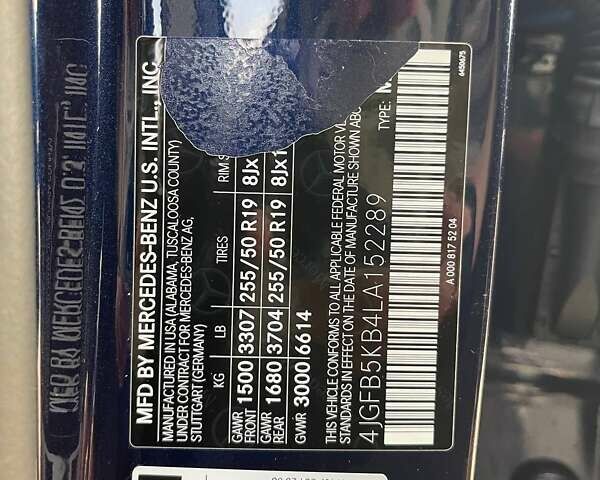 MFD BY MERCEDES-BENZ U.S. INTL., INC.
MANUFACTURED IN USA (ALABAMA, TUSCALOOSA COUNTY)
UNDER CONTRACT FOR MERCEDES-BENZ AG,
STUTTGART (GERMANY)
KG LB TIRES RIM
GAWR FRONT 1500 3307 255/50 R19
GAWR REAR 1680 3704 255/50 R19
GVWR 3000 6614
THIS VEHICLE CONFORMS TO ALL APPLICABLE FEDERAL MOTOR
STANDARDS IN EFFECT ON THE DATE OF MANUFACTURE SHOWN
4JGFB5KB4LA152289 TYPE:
A 000 817 52 04